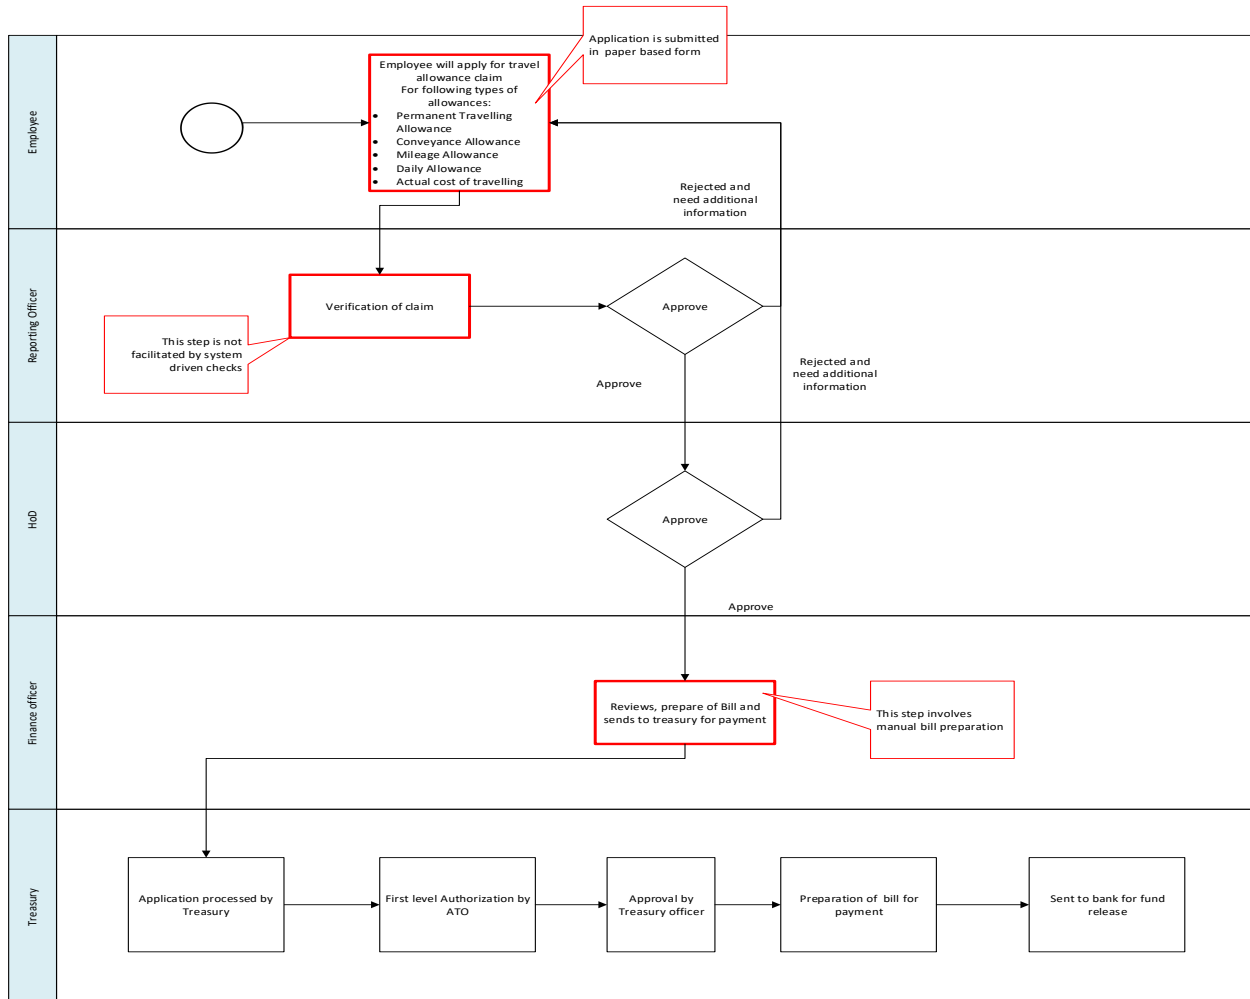 Application is submitted
in  paper based form
Employee
Employee will apply for travel
allowance claim
For following types of
allowances:
• Permanent Travelling
Allowance
• Conveyance Allowance
• Mileage Allowance
• Daily Allowance
• Actual cost of travelling
Rejected and
need additional
information
Reporting Officer
Verification of claim
Approve
This step is not
facilitated by system
driven checks
Rejected and
need additional
information
Approve
HoD
Approve
Approve
Finance officer
Reviews, prepare of Bill and
sends to treasury for payment
This step involves
manual bill preparation
Treasury
Application processed by
Treasury
First level Authorization by
ATO
Approval by
Treasury officer
Preparation of  bill for
payment
Sent to bank for fund
release